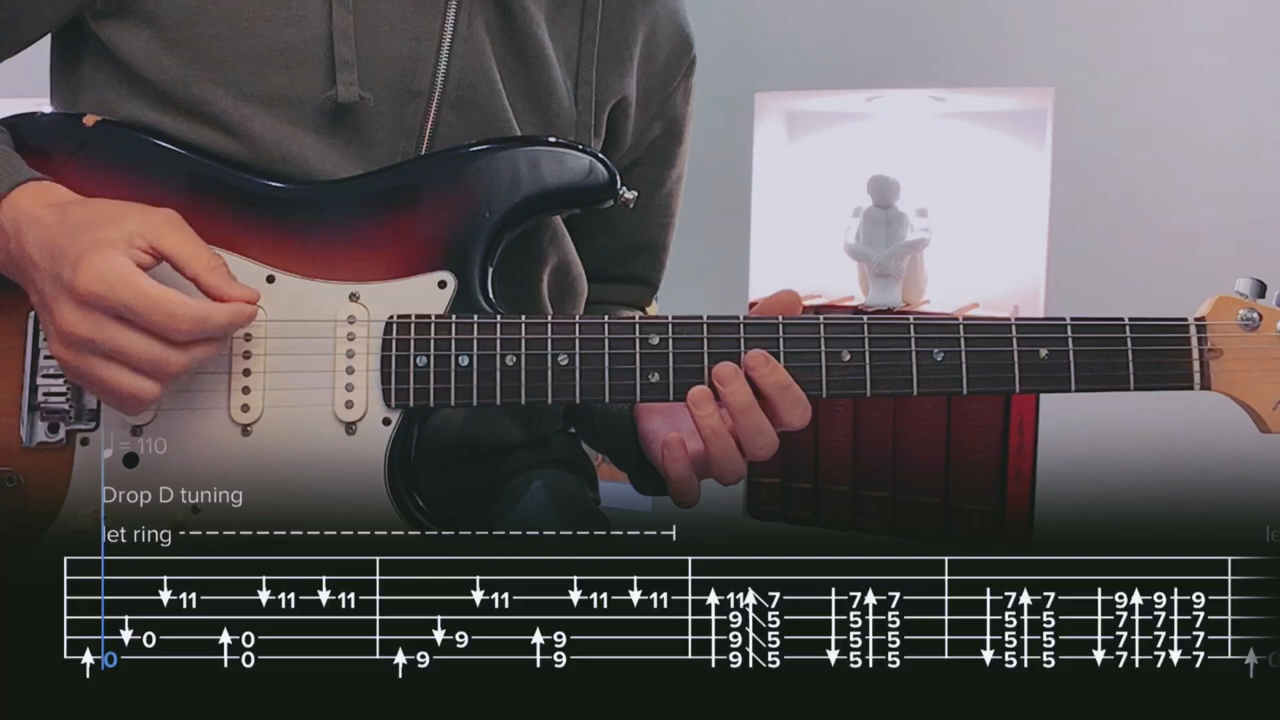 ♩ = 110
Drop D tuning
let ring
11 11 11 11 11 11 11 7 7 7 7 7 9 9 9
9 5 5 5 5 5 7 7 7
0 0 9 9 9 5 5 5 5 5 7 7 7
0 0 9 9 9 5 5 5 5 5 7 7 7